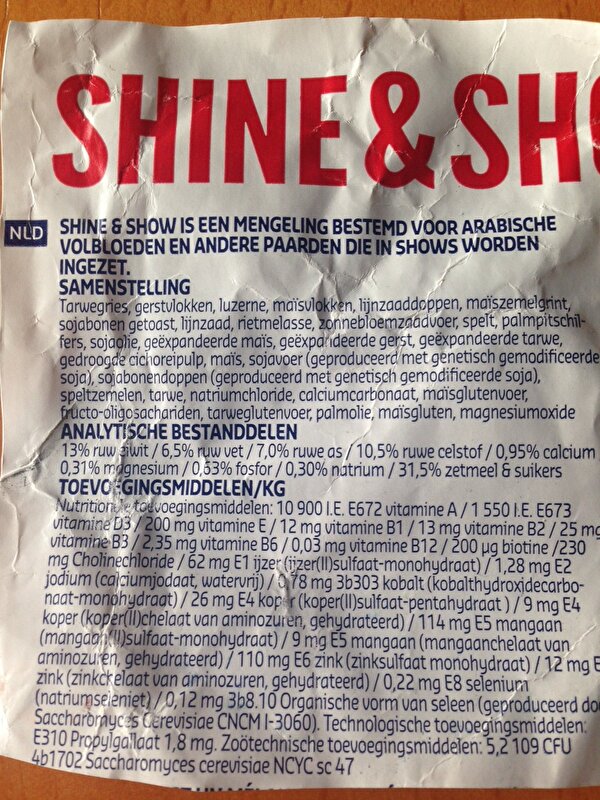 SHINE & SHO
NLD
SHINE & SHOW IS EEN MENGELING BESTEMD VOOR ARABISCHE
VOLBLOEDEN EN ANDERE PAARDEN DIE IN SHOWS WORDEN
INGEZET.
SAMENSTELLING
Tarwegries, gerstvlokken, luzerne, maïsvlokken, lijnzaaddoppen, maïszemelgrint,
sojabonen getoast, lijnzaad, rietmelasse, zonnebloemzaadvoer, spelt, palmpitschil-
fers, sojaolie, geëxpandeerde maïs, geëxpandeerde gerst, geëxpandeerde tarwe,
gedroogde cichoreipulp, maïs, sojavoer (geproduceerd met genetisch gemodificeerde
soja), sojabonendoppen (geproduceerd met genetisch gemodificeerde soja),
speltzemelen, tarwe, natriumchloride, calciumcarbonaat, maïsglutenvoer,
fructo-oligosachariden, tarweglutenvoer, palmolie, maïsgluten, magnesiumoxide
ANALYTISCHE BESTANDDELEN
13% ruw eiwit / 6,5% ruw vet / 7,0% ruwe as / 10,5% ruwe celstof / 0,95% calcium
0,31% magnesium / 0,63% fosfor / 0,30% natrium / 31,5% zetmeel & suikers
TOEVOEGINGSMIDDELEN/KG
Nutritionele toevoegingsmiddelen: 10 900 I.E. E672 vitamine A / 1 550 I.E. E673
vitamine D3 / 200 mg vitamine E / 12 mg vitamine B1 / 13 mg vitamine B2 / 25 mg
vitamine B3 / 2,35 mg vitamine B6 / 0,03 mg vitamine B12 / 200 µg biotine /230
mg Cholinechloride / 62 mg E1 ijzer (ijzer(II)sulfaat-monohydraat) / 1,28 mg E2
jodium (calciumjodaat, watervrij) / 0,78 mg 3b303 kobalt (kobalthydroxidecarbo-
naat-monohydraat) / 26 mg E4 koper (koper(II)sulfaat-pentahydraat ) / 9 mg E4
koper (koper(II)chelaat van aminozuren, gehydrateerd) / 114 mg E5 mangaan
(mangaan(II)sulfaat-monohydraat) / 9 mg E5 mangaan (mangaanchelaat van
aminozuren, gehydrateerd) / 110 mg E6 zink (zinksulfaat monohydraat) / 12 mg E
zink (zinkchelaat van aminozuren, gehydrateerd) / 0,22 mg E8 selenium
(natriumseleniet) / 0,12 mg 3b8.10 Organische vorm van seleen (geproduceerd doo
Saccharomyces Cerevisiae CNCM I-3060). Technologische toevoegingsmiddelen:
E310 Propylgallaat 1,8 mg. Zoötechnische toevoegingsmiddelen: 5,2 109 CFU
4b1702 Saccharomyces cerevisiae NCYC sc 47